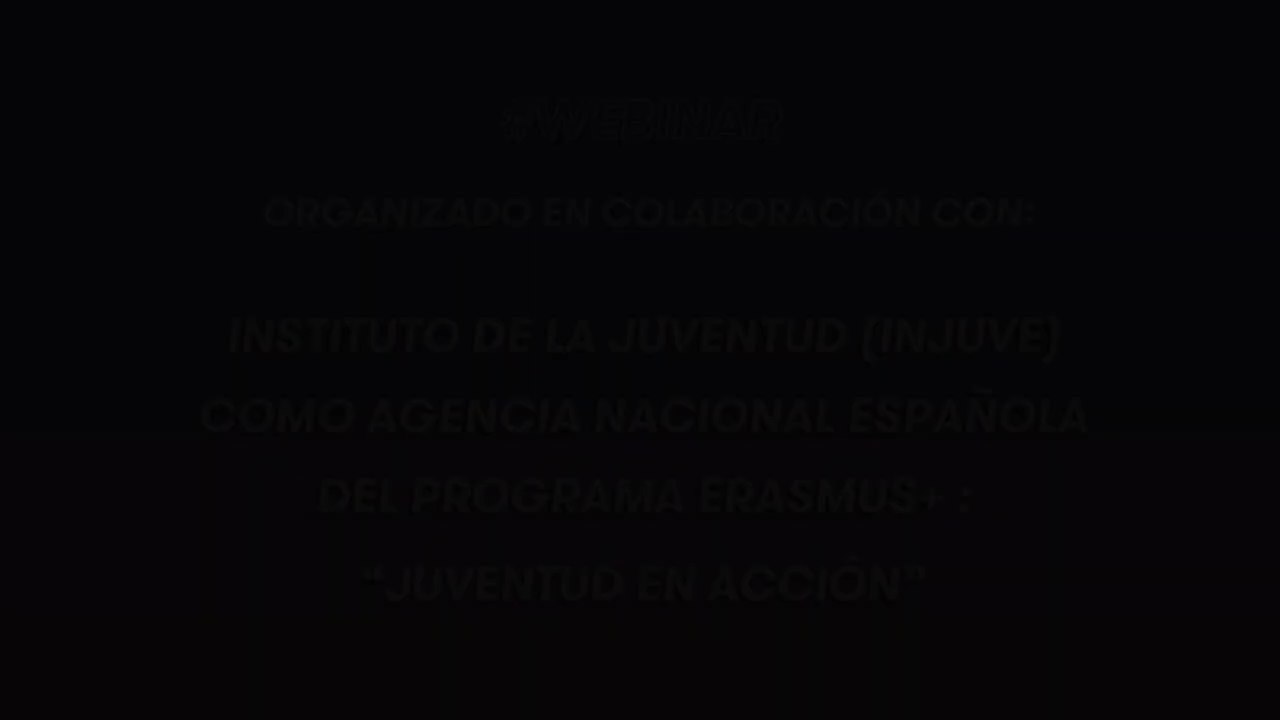 #WEBINAR
ORGANIZADO EN COLABORACIÓN CON:
INSTITUTO DE LA JUVENTUD (INJUVE)
COMO AGENCIA NACIONAL ESPAÑOLA
DEL PROGRAMA ERASMUS+ :
“JUVENTUD EN ACCIÓN”